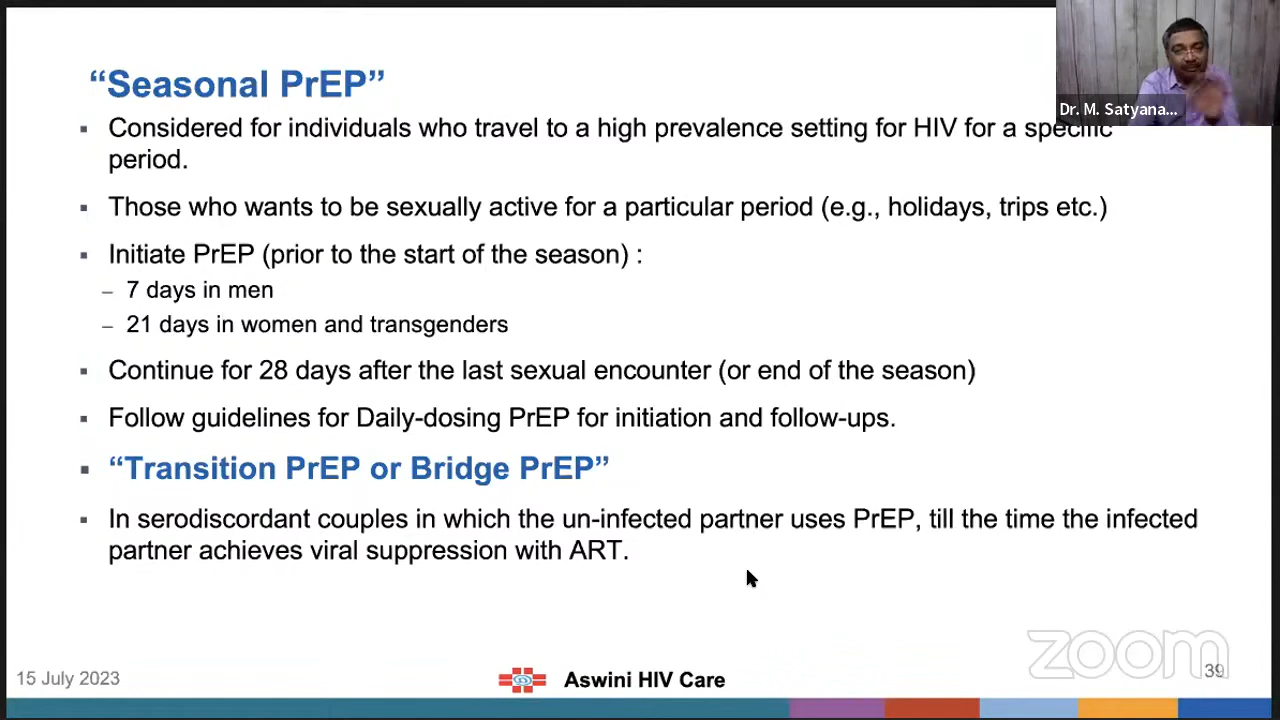 “Seasonal PrEP”
Dr. M. Satyana...
▪ Considered for individuals who travel to a high prevalence setting for HIV for a specific
period.
▪ Those who wants to be sexually active for a particular period (e.g., holidays, trips etc.)
▪ Initiate PrEP (prior to the start of the season) :
– 7 days in men
– 21 days in women and transgenders
▪ Continue for 28 days after the last sexual encounter (or end of the season)
▪ Follow guidelines for Daily-dosing PrEP for initiation and follow-ups.
▪ “Transition PrEP or Bridge PrEP”
▪ In serodiscordant couples in which the un-infected partner uses PrEP, till the time the infected
partner achieves viral suppression with ART.
zoom
15 July 2023
Aswini HIV Care
39